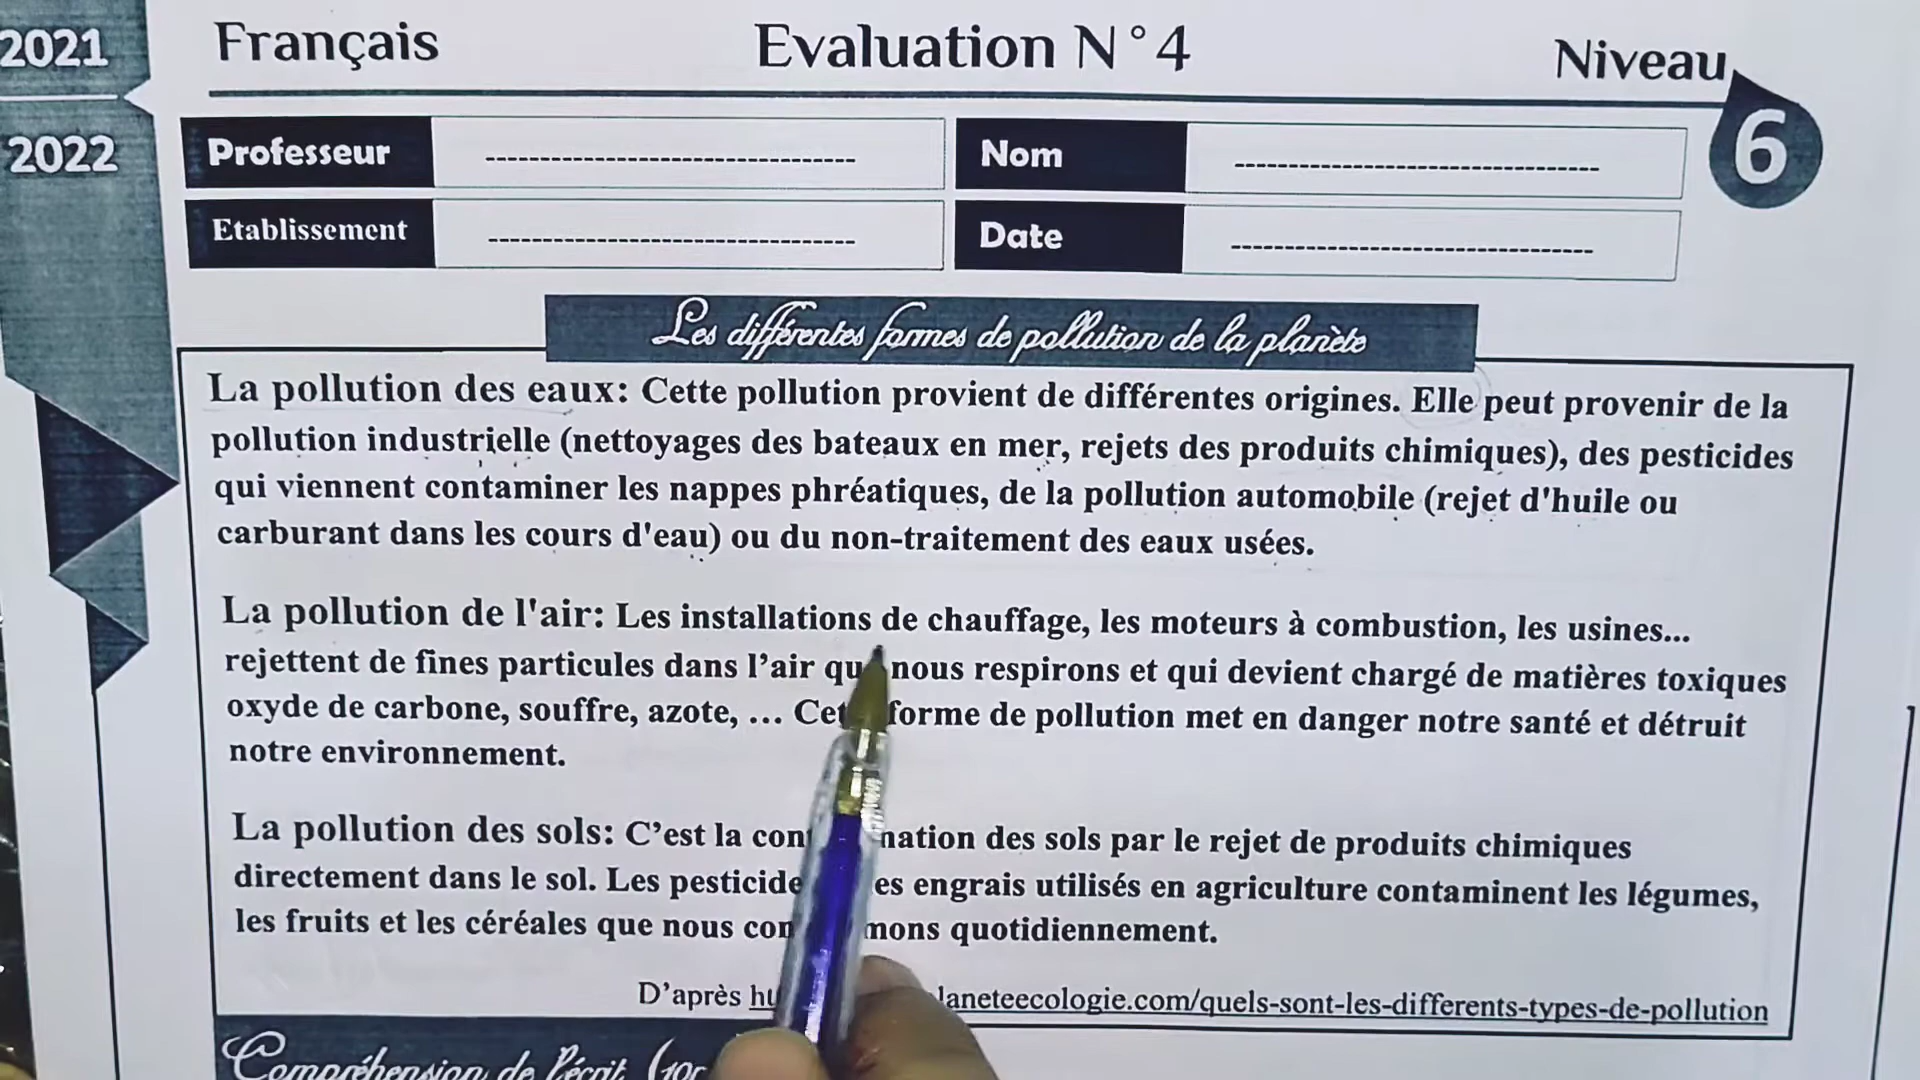 2021
2022
Français Evaluation N°4 Niveau 6
Professeur ---------- Nom ----------
Etablissement ---------- Date ----------
Les différentes formes de pollution de la planète
La pollution des eaux: Cette pollution provient de différentes origines. Elle peut provenir de la
pollution industrielle (nettoyages des bateaux en mer, rejets des produits chimiques), des pesticides
qui viennent contaminer les nappes phréatiques, de la pollution automobile (rejet d'huile ou
carburant dans les cours d'eau) ou du non-traitement des eaux usées.
La pollution de l'air: Les installations de chauffage, les moteurs à combustion, les usines...
rejettent de fines particules dans l’air nous respirons et qui devient chargé de matières toxiques
oxyde de carbone, souffre, azote, ... forme de pollution met en danger notre santé et détruit
notre environnement.
La pollution des sols: C’est la des sols par le rejet de produits chimiques
directement dans le sol. Les engrais utilisés en agriculture contaminent les légumes,
les fruits et les céréales que nous quotidiennement.
D’après laneteecologie.com/quels-sont-les-differents-types-de-pollution
Compréhension de l'écrit